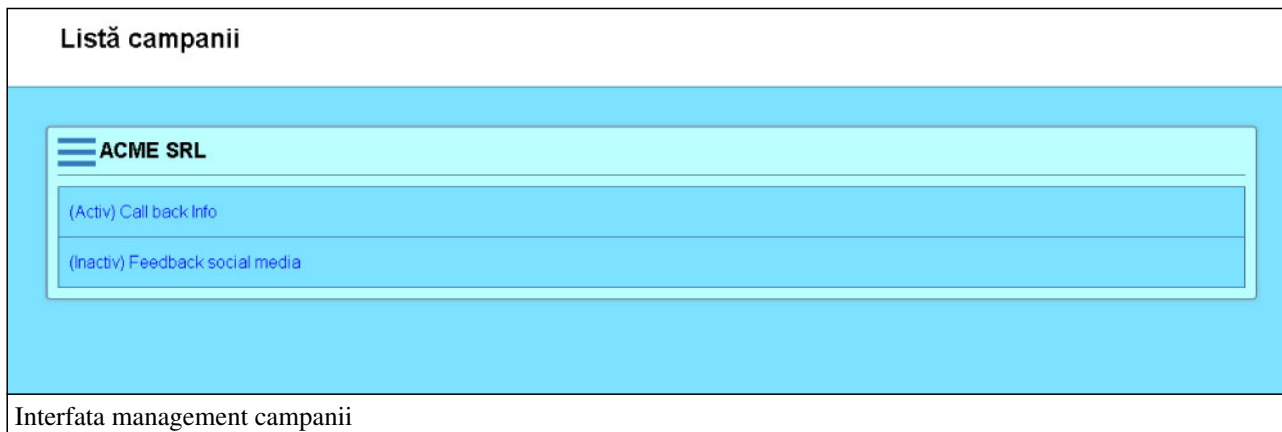 Listă campanii
ACME SRL
(Activ) Call back Info
(Inactiv) Feedback social media
Interfata management campanii